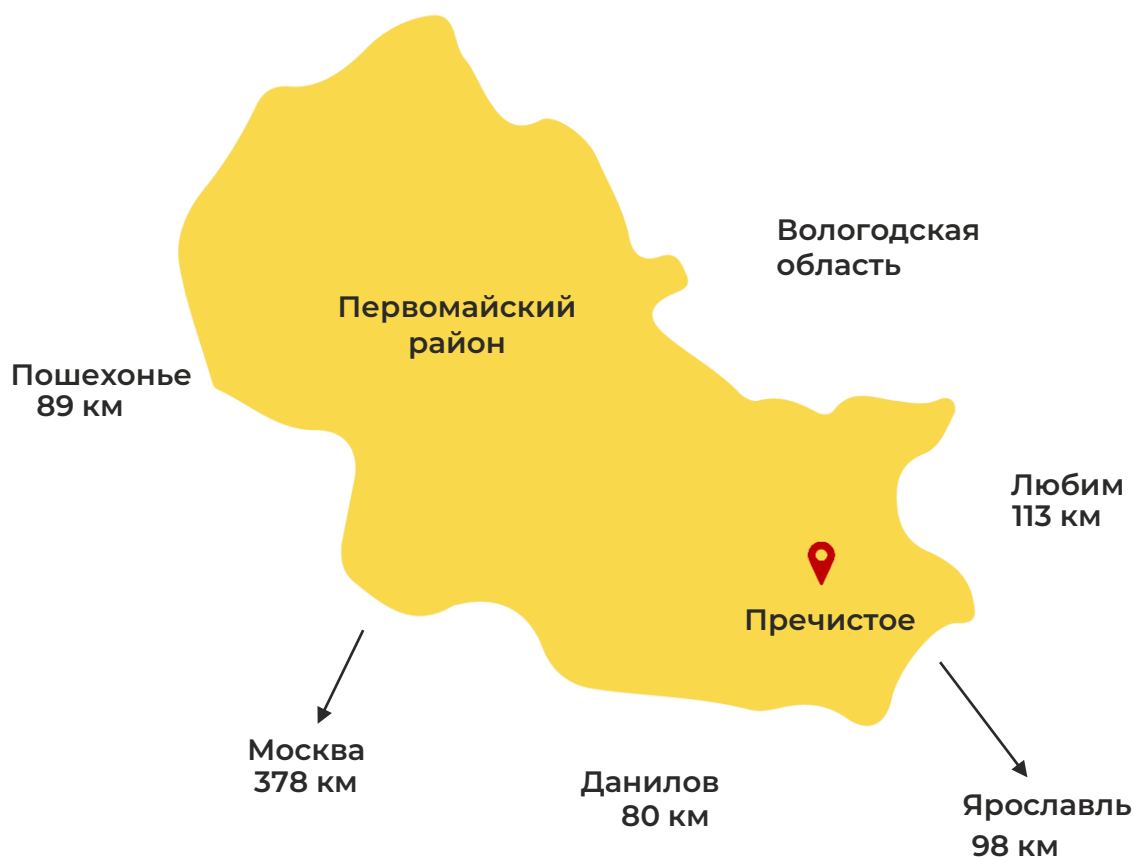 Вологодская
область
Первомайский
район
Пошехонье
89 км
Любим
113 км
Пречистое
Москва
378 км
Данилов
80 км
Ярославль
98 км